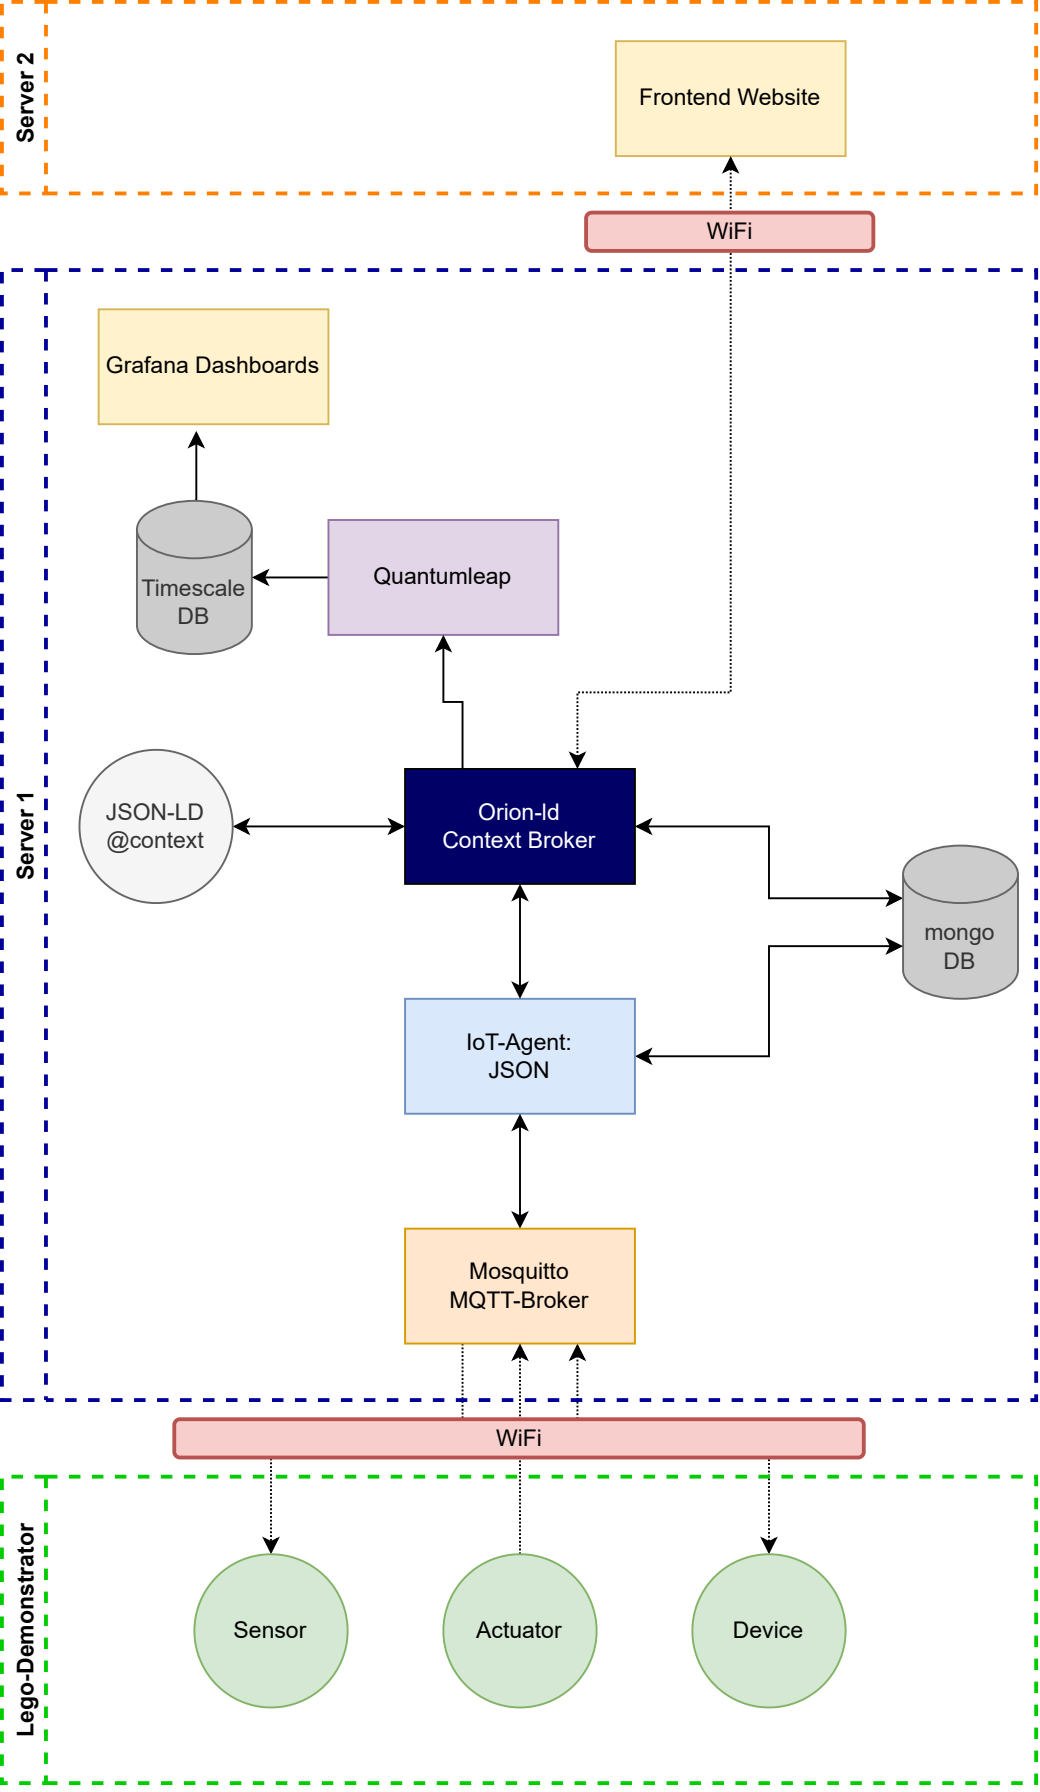 Server 2
Frontend Website
WiFi
Server 1
Grafana Dashboards
Timescale
DB
Quantumleap
JSON-LD
@context
Orion-ld
Context Broker
mongo
DB
IoT-Agent:
JSON
Mosquitto
MQTT-Broker
WiFi
Lego-Demonstrator
Sensor
Actuator
Device